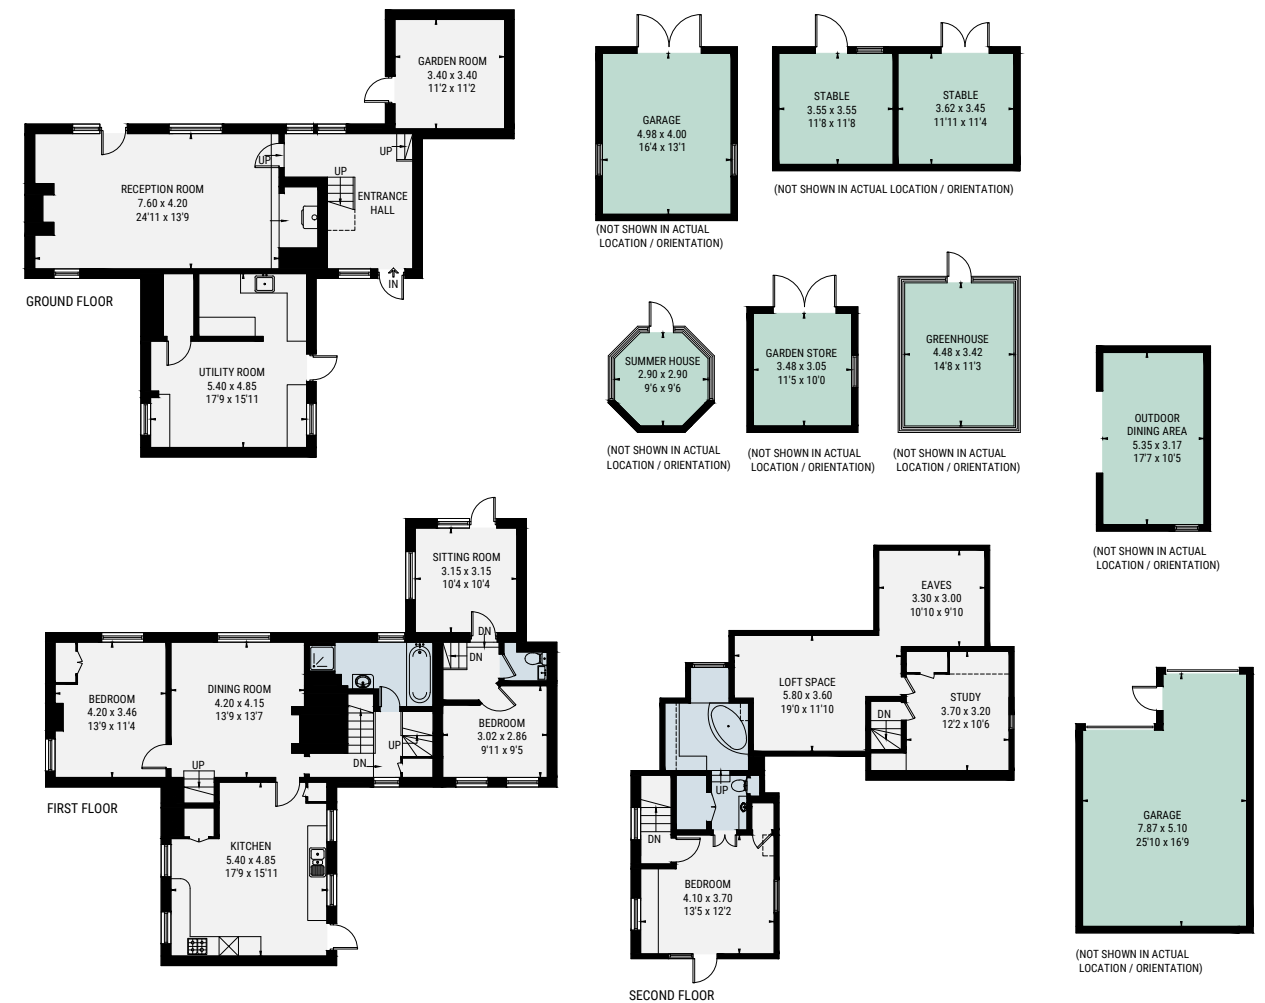 GARDEN ROOM
3.40 x 3.40
11'2 x 11'2
UP
UP
UP
RECEPTION ROOM
7.60 x 4.20
24'11 x 13'9
ENTRANCE
HALL
IN
GROUND FLOOR
UTILITY ROOM
5.40 x 4.85
17'9 x 15'11
GARAGE
4.98 x 4.00
16'4 x 13'1
(NOT SHOWN IN ACTUAL
LOCATION / ORIENTATION)
STABLE
3.55 x 3.55
11'8 x 11'8
STABLE
3.62 x 3.45
11'11 x 11'4
(NOT SHOWN IN ACTUAL LOCATION / ORIENTATION)
SUMMER HOUSE
2.90 x 2.90
9'6 x 9'6
(NOT SHOWN IN ACTUAL
LOCATION / ORIENTATION)
GARDEN STORE
3.48 x 3.05
11'5 x 10'0
(NOT SHOWN IN ACTUAL
LOCATION / ORIENTATION)
GREENHOUSE
4.48 x 3.42
14'8 x 11'3
(NOT SHOWN IN ACTUAL
LOCATION / ORIENTATION)
OUTDOOR
DINING AREA
5.35 x 3.17
17'7 x 10'5
(NOT SHOWN IN ACTUAL
LOCATION / ORIENTATION)
SITTING ROOM
3.15 x 3.15
10'4 x 10'4
DN
DN
BEDROOM
4.20 x 3.46
13'9 x 11'4
DINING ROOM
4.20 x 4.15
13'9 x 13'7
BEDROOM
3.02 x 2.86
9'11 x 9'5
UP
DN
UP
FIRST FLOOR
KITCHEN
5.40 x 4.85
17'9 x 15'11
EAVES
3.30 x 3.00
10'10 x 9'10
LOFT SPACE
5.80 x 3.60
19'0 x 11'10
STUDY
3.70 x 3.20
12'2 x 10'6
DN
UP
DN
BEDROOM
4.10 x 3.70
13'5 x 12'2
SECOND FLOOR
GARAGE
7.87 x 5.10
25'10 x 16'9
(NOT SHOWN IN ACTUAL
LOCATION / ORIENTATION)